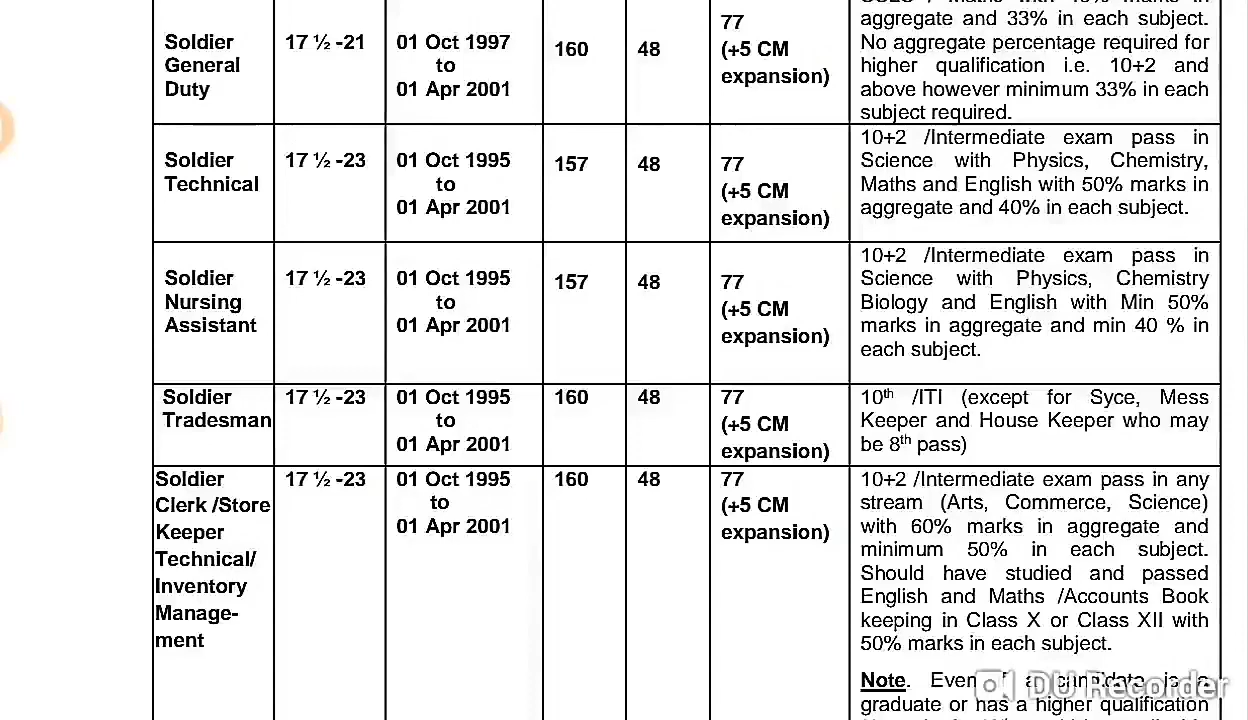 aggregate and 33% in each subject.
No aggregate percentage required for
higher qualification i.e. 10+2 and
above however minimum 33% in each
subject required.
Soldier
General
Duty
17 ½ -21
01 Oct 1997
to
01 Apr 2001
160
48
77
(+5 CM
expansion)
Soldier
Technical
17 ½ -23
01 Oct 1995
to
01 Apr 2001
157
48
77
(+5 CM
expansion)
10+2 /Intermediate exam pass in
Science with Physics, Chemistry,
Maths and English with 50% marks in
aggregate and 40% in each subject.
Soldier
Nursing
Assistant
17 ½ -23
01 Oct 1995
to
01 Apr 2001
157
48
77
(+5 CM
expansion)
10+2 /Intermediate exam pass in
Science with Physics, Chemistry
Biology and English with Min 50%
marks in aggregate and min 40 % in
each subject.
Soldier
Tradesman
17 ½ -23
01 Oct 1995
to
01 Apr 2001
160
48
77
(+5 CM
expansion)
10th /ITI (except for Syce, Mess
Keeper and House Keeper who may
be 8th pass)
Soldier
Clerk /Store
Keeper
Technical/
Inventory
Manage-
ment
17 ½ -23
01 Oct 1995
to
01 Apr 2001
160
48
77
(+5 CM
expansion)
10+2 /Intermediate exam pass in any
stream (Arts, Commerce, Science)
with 60% marks in aggregate and
minimum 50% in each subject.
Should have studied and passed
English and Maths /Accounts Book
keeping in Class X or Class XII with
50% marks in each subject.
Note. Even if a candidate is a
graduate or has a higher qualification
DU Recorder